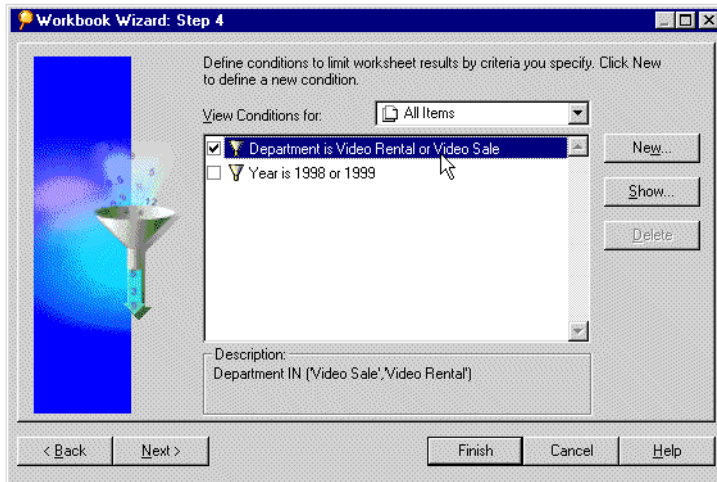 Workbook Wizard: Step 4
Define conditions to limit worksheet results by criteria you specify. Click New
to define a new condition.
View Conditions for:
All Items
Department is Video Rental or Video Sale
Year is 1998 or 1999
New...
Show...
Delete
Description:
Department IN ('Video Sale','Video Rental')
< Back
Next >
Finish
Cancel
Help